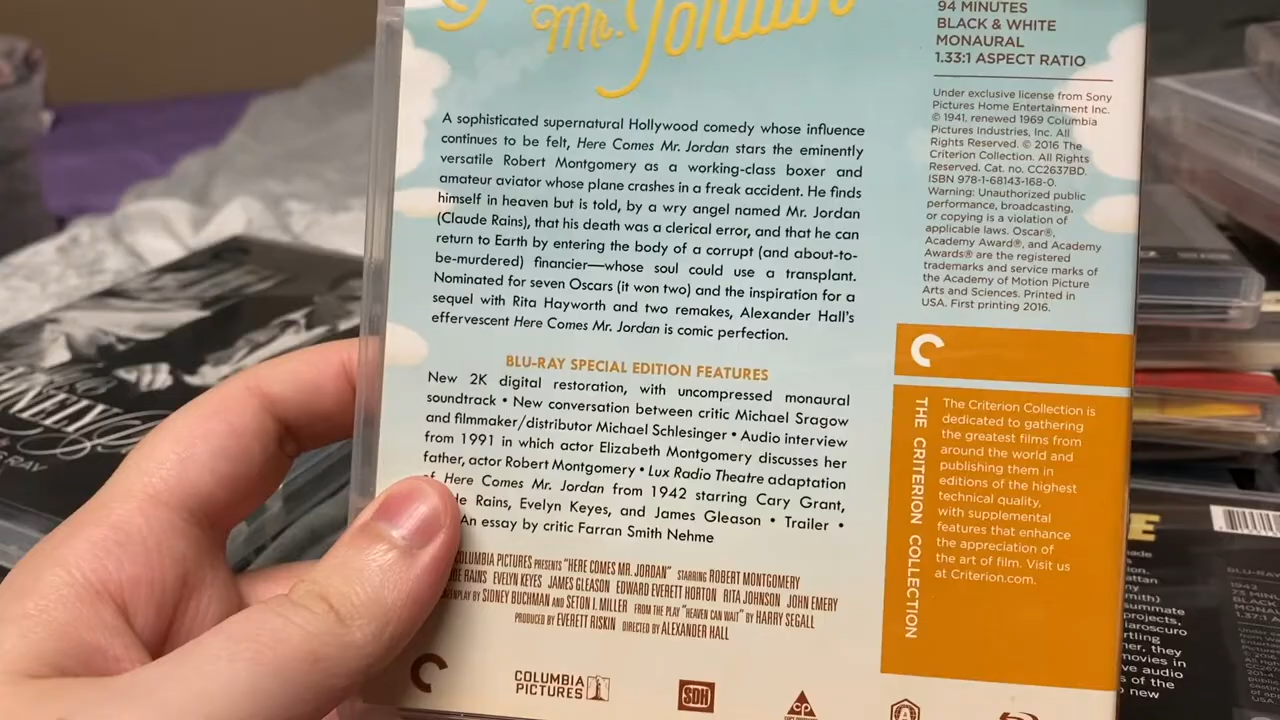 Mr. Jordan
A sophisticated supernatural Hollywood comedy whose influence
continues to be felt, Here Comes Mr. Jordan stars the eminently
versatile Robert Montgomery as a working-class boxer and
amateur aviator whose plane crashes in a freak accident. He finds
himself in heaven but is told, by a wry angel named Mr. Jordan
(Claude Rains), that his death was a clerical error, and that he can
return to Earth by entering the body of a corrupt (and about-to-
be-murdered) financier—whose soul could use a transplant.
Nominated for seven Oscars (it won two) and the inspiration for a
sequel with Rita Hayworth and two remakes, Alexander Hall's
effervescent Here Comes Mr. Jordan is comic perfection.
BLU-RAY SPECIAL EDITION FEATURES
New 2K digital restoration, with uncompressed monaural
soundtrack • New conversation between critic Michael Sragow
and filmmaker/distributor Michael Schlesinger • Audio interview
from 1991 in which actor Elizabeth Montgomery discusses her
father, actor Robert Montgomery • Lux Radio Theatre adaptation
of Here Comes Mr. Jordan from 1942 starring Cary Grant,
de Rains, Evelyn Keyes, and James Gleason • Trailer •
An essay by critic Farran Smith Nehme
COLUMBIA PICTURES PRESENTS "HERE COMES MR. JORDAN" STARRING ROBERT MONTGOMERY
RAINS EVELYN KEYES JAMES GLEASON EDWARD EVERETT HORTON RITA JOHNSON JOHN EMERY
BY SIDNEY BUCHMAN AND SETON I. MILLER FROM THE PLAY "HEAVEN CAN WAIT" BY HARRY SEGALL
PRODUCED BY EVERETT RISKIN DIRECTED BY ALEXANDER HALL
COLUMBIA
PICTURES
SDH
94 MINUTES
BLACK & WHITE
MONAURAL
1.33:1 ASPECT RATIO
Under exclusive license from Sony
Pictures Home Entertainment Inc.
© 1941, renewed 1969 Columbia
Pictures Industries, Inc. All
Rights Reserved. © 2016 The
Criterion Collection. All Rights
Reserved. Cat. no. CC2637BD.
ISBN 978-1-68143-168-0.
Warning: Unauthorized public
performance, broadcasting,
or copying is a violation of
applicable laws. Oscar®,
Academy Award®, and Academy
Awards® are the registered
trademarks and service marks of
the Academy of Motion Picture
Arts and Sciences. Printed in
USA. First printing 2016.
THE CRITERION COLLECTION
The Criterion Collection is
dedicated to gathering
the greatest films from
around the world and
publishing them in
editions of the highest
technical quality,
with supplemental
features that enhance
the appreciation of
the art of film. Visit us
at Criterion.com.